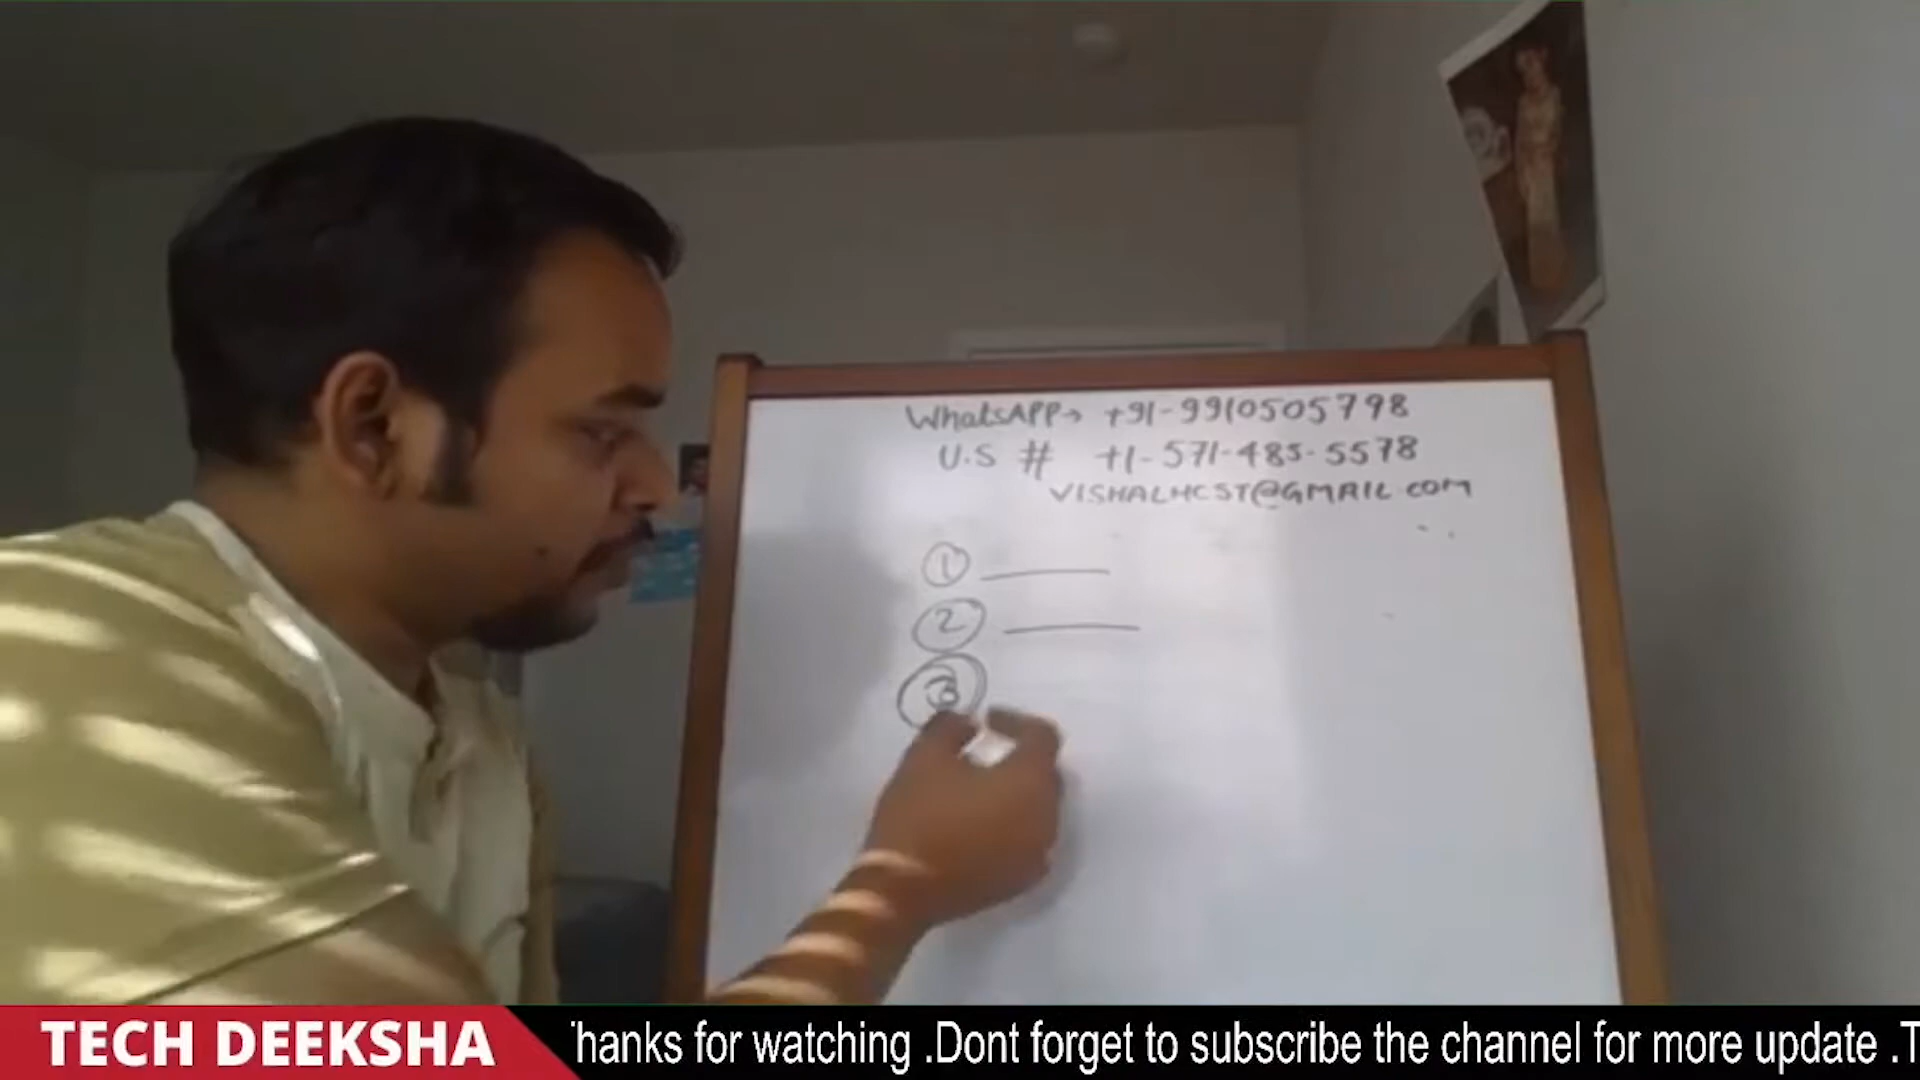 WhatsAPP→ +91-9910505798
U.S # +1-571-485-5578
VISHALHCST@GMAIL.COM
1
2
3
TECH DEEKSHA
hanks for watching .Dont forget to subscribe the channel for more update .T